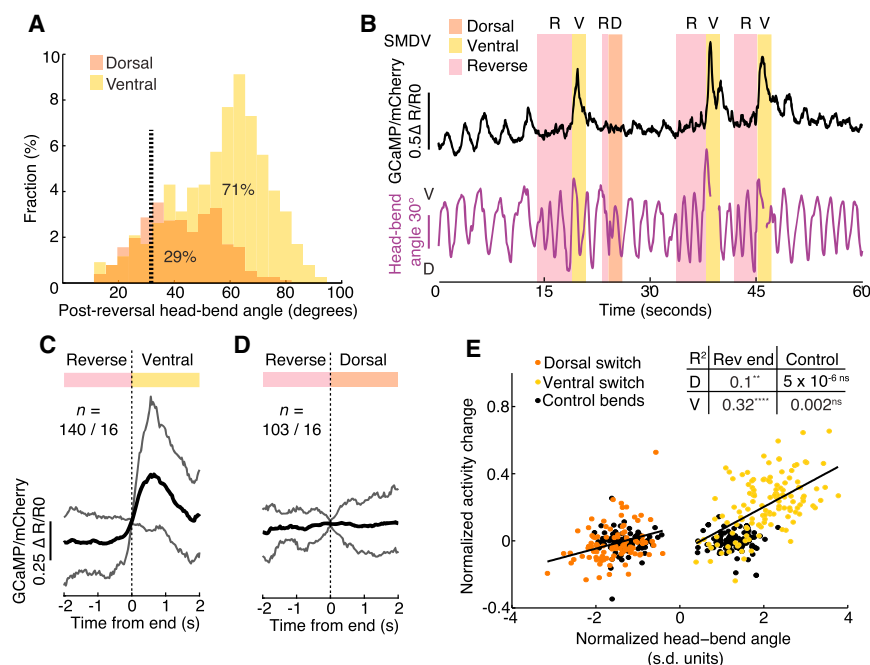 A
Dorsal
Ventral
10
8
6
4
2
0
Fraction (%)
71%
29%
20 40 60 80 100
Post-reversal head-bend angle (degrees)
B
SMDV
Dorsal
Ventral
Reverse
R V R D R V R V
GCaMP/mCherry
0.5Δ R/R0
Head-bend
angle 30°
V
D
0 15 30 45 60
Time (seconds)
C
Reverse Ventral
n =
140 / 16
GCaMP/mCherry
0.25 Δ R/R0
-2 -1 0 1 2
Time from end (s)
D
Reverse Dorsal
n =
103 / 16
-2 -1 0 1 2
Time from end (s)
E
Dorsal switch
Ventral switch
Control bends
R² Rev end Control
D 0.1** 5 x 10⁻⁶ ns
V 0.32**** 0.002ns
0.8
0.4
0
-0.4
Normalized activity change
-4 -2 0 2 4
Normalized head–bend angle
(s.d. units)